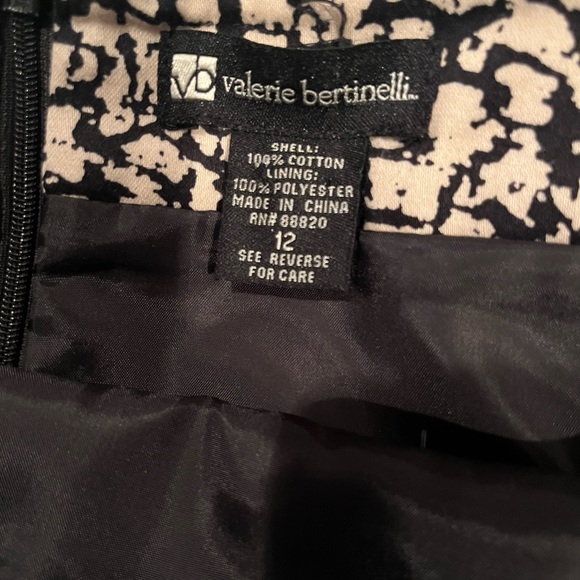 VB valerie bertinelli...
SHELL:
100% COTTON
LINING:
100% POLYESTER
MADE IN CHINA
RN# 88820
12
SEE REVERSE
FOR CARE